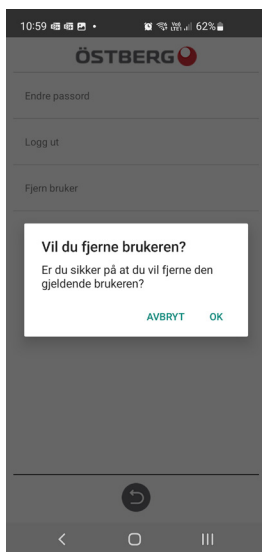 10:59
62%
ÖSTBERG
Endre passord
Logg ut
Fjern bruker
Vil du fjerne brukeren?
Er du sikker på at du vil fjerne den
gjeldende brukeren?
AVBRYT OK